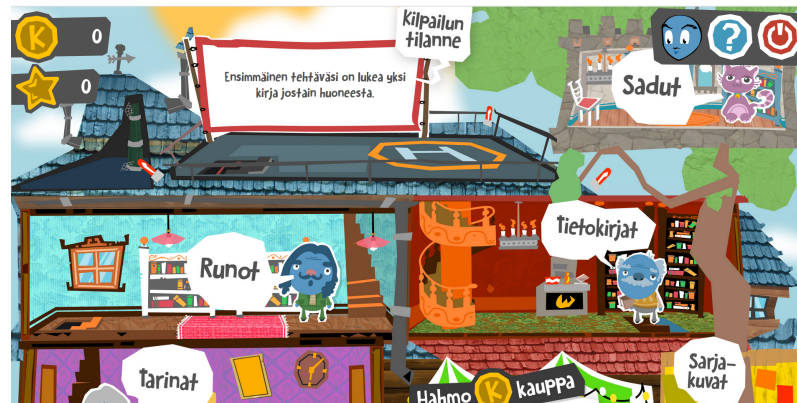 K 0
0
Kilpailun
tilanne
Ensimmäinen tehtäväsi on lukea yksi
kirja jostain huoneesta.
H
?
Sadut
Runot
Tietokirjat
Tarinat
Hahmo K kauppa
Sarja-
kuvat